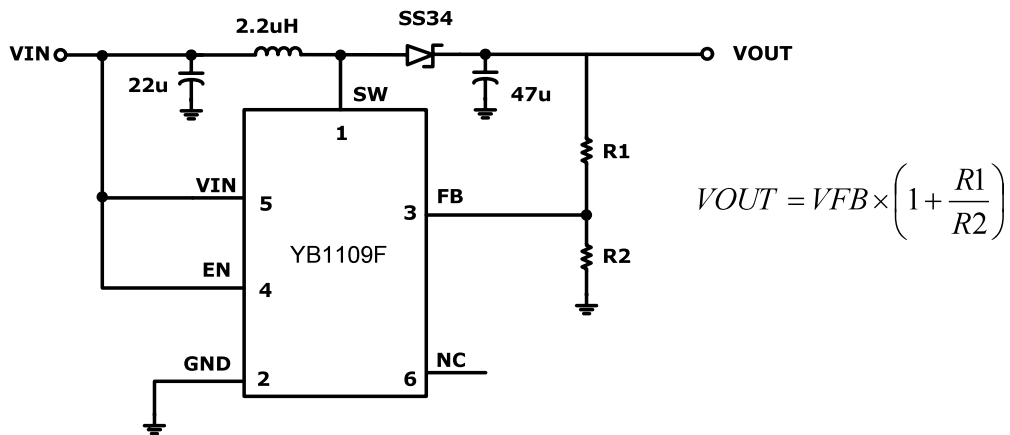 SS34
2.2uH
VIN
VOUT
22u
47u
SW
1
R1
VIN
5
FB
3
VOUT = VFB × (1 + R1/R2)
YB1109F
R2
EN
4
GND
2
NC
6